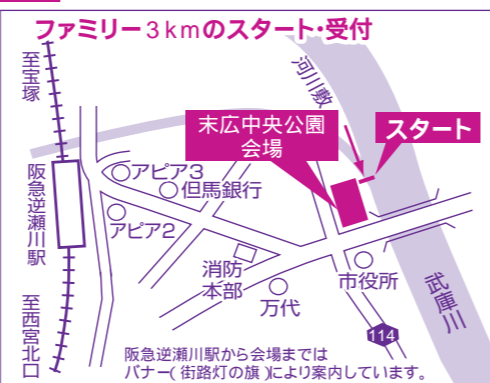 ファミリー3kmのスタート・受付
至宝塚
河川敷
末広中央公園
会場
スタート
アピア3
但馬銀行
阪急逆瀬川駅
アピア2
消防
本部
市役所
万代
武庫川
至西宮北口
114
阪急逆瀬川駅から会場までは
バナー(街路灯の旗)により案内しています。